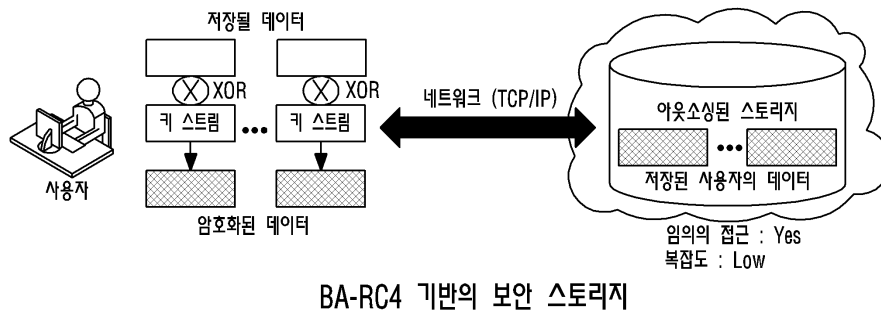 저장될 데이터
XOR
XOR
키 스트림
•••
키 스트림
사용자
암호화된 데이터
네트워크 (TCP/IP)
아웃소싱된 스토리지
•••
저장된 사용자의 데이터
임의의 접근 : Yes
복잡도 : Low
BA-RC4 기반의 보안 스토리지